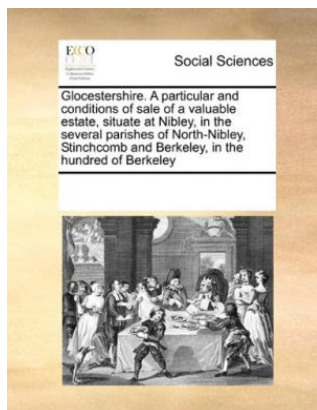 ECCO
Social Sciences
Glocestershire. A particular and
conditions of sale of a valuable
estate, situate at Nibley, in the
several parishes of North-Nibley,
Stinchcomb and Berkeley, in the
hundred of Berkeley